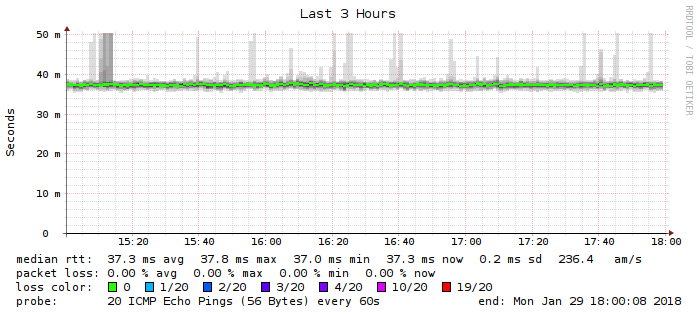 Last 3 Hours
RRDTOOL / TOBI OETIKER
Seconds
50 m
40 m
30 m
20 m
10 m
0
15:20 15:40 16:00 16:20 16:40 17:00 17:20 17:40 18:00
median rtt: 37.3 ms avg 37.8 ms max 37.0 ms min 37.3 ms now 0.2 ms sd 236.4 am/s
packet loss: 0.00 % avg 0.00 % max 0.00 % min 0.00 % now
loss color: 0 1/20 2/20 3/20 4/20 10/20 19/20
probe: 20 ICMP Echo Pings (56 Bytes) every 60s end: Mon Jan 29 18:00:08 2018